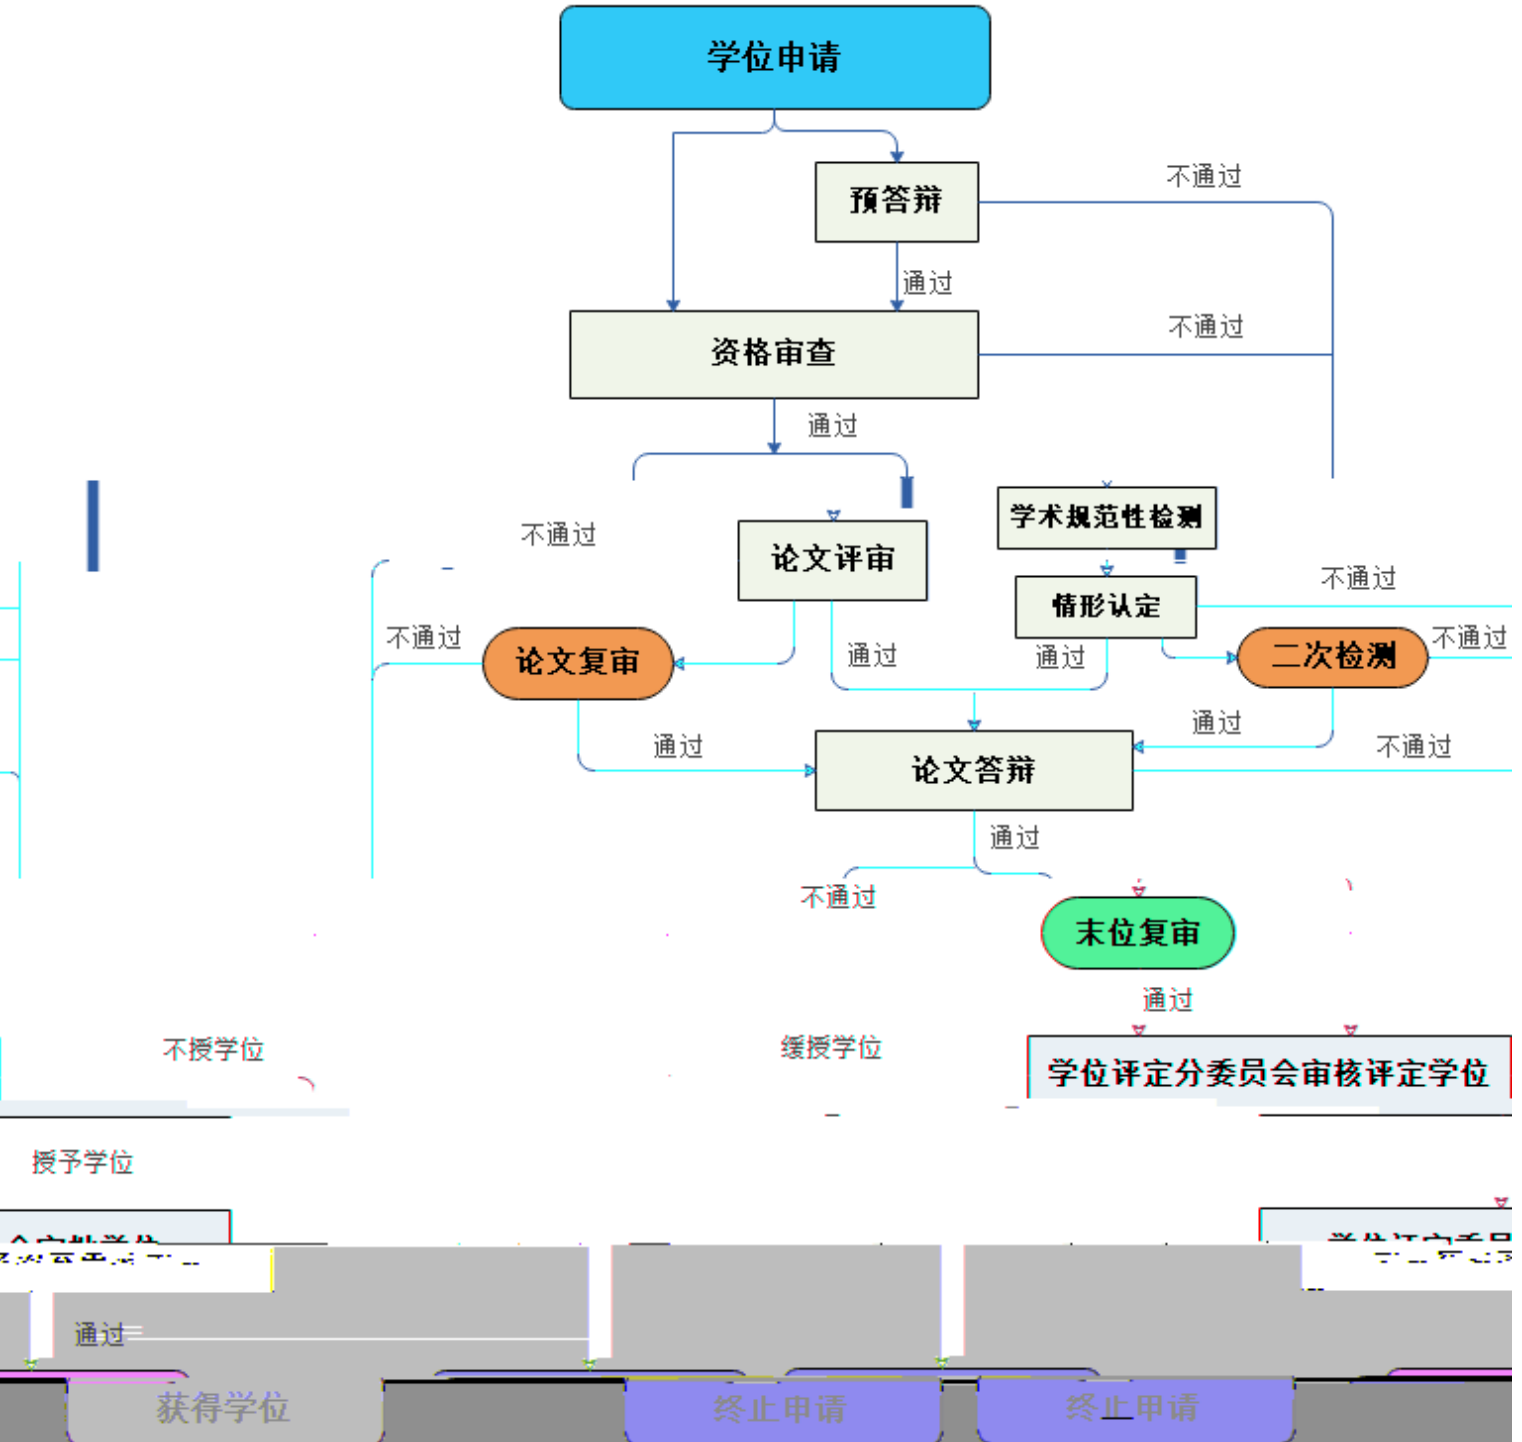 学位申请
不通过
预答辩
通过
不通过
资格审查
通过
学术规范性检测
不通过
论文评审
不通过
情形认定
不通过
论文复审
通过
通过
二次检测
不通过
通过
通过
论文答辩
不通过
通过
不通过
末位复审
通过
不授学位
缓授学位
学位评定分委员会审核评定学位
授予学位
通过
获得学位
终止申请
终止申请